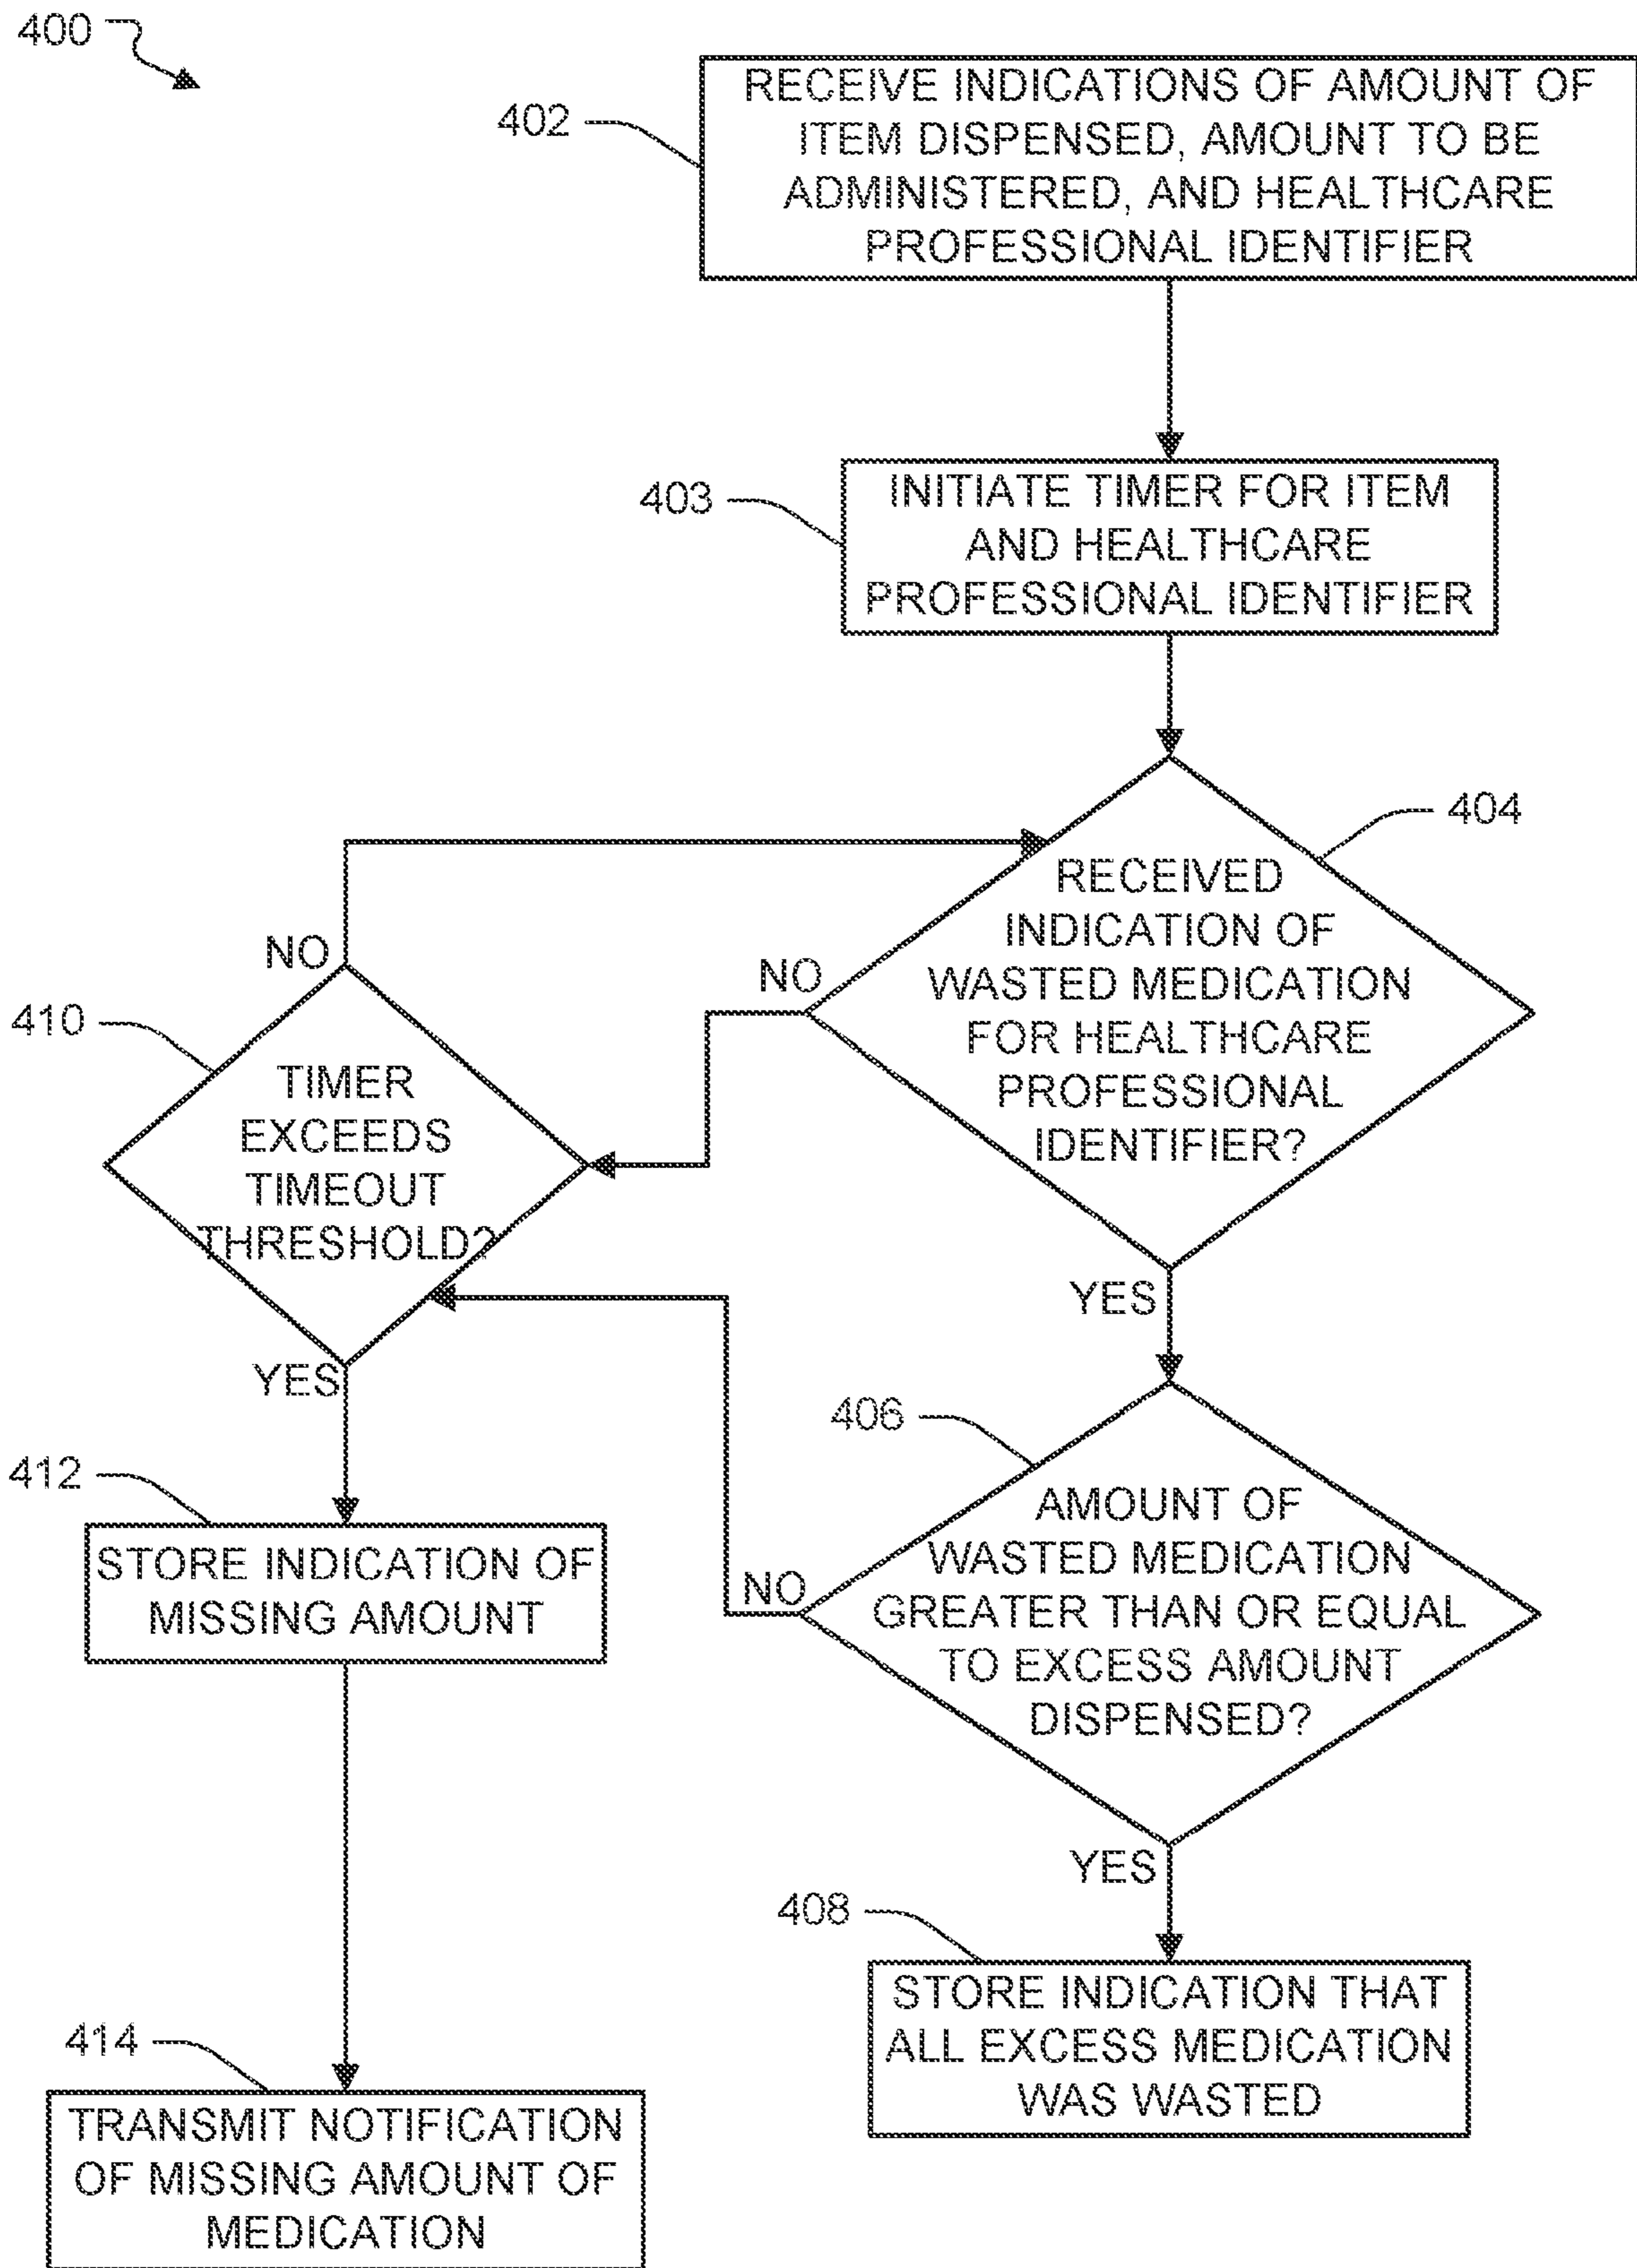 400
402
RECEIVE INDICATIONS OF AMOUNT OF
ITEM DISPENSED, AMOUNT TO BE
ADMINISTERED, AND HEALTHCARE
PROFESSIONAL IDENTIFIER
403
INITIATE TIMER FOR ITEM
AND HEALTHCARE
PROFESSIONAL IDENTIFIER
404
RECEIVED
INDICATION OF
WASTED MEDICATION
FOR HEALTHCARE
PROFESSIONAL
IDENTIFIER?
NO
YES
NO
410
TIMER
EXCEEDS
TIMEOUT
THRESHOLD?
YES
406
AMOUNT OF
WASTED MEDICATION
GREATER THAN OR EQUAL
TO EXCESS AMOUNT
DISPENSED?
NO
YES
412
STORE INDICATION OF
MISSING AMOUNT
408
STORE INDICATION THAT
ALL EXCESS MEDICATION
WAS WASTED
414
TRANSMIT NOTIFICATION
OF MISSING AMOUNT OF
MEDICATION